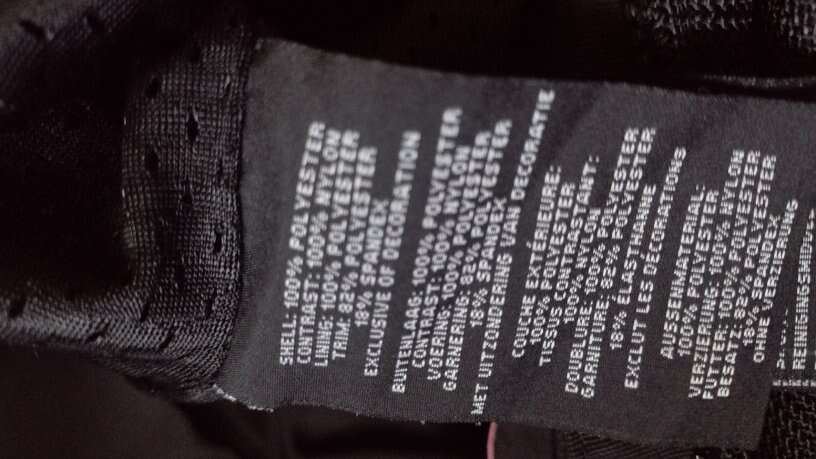 SHELL: 100% POLYESTER
CONTRAST: 100% NYLON
LINING: 100% POLYESTER
TRIM: 82% POLYESTER
18% SPANDEX
EXCLUSIVE OF DECORATION
BUITENLAAG: 100% POLYESTER
CONTRAST: 100% NYLON
VOERING: 100% POLYESTER
GARNERING: 82% POLYESTER
18% SPANDEX
MET UITZONDERING VAN DECORATIE
COUCHE EXTÉRIEURE:
100% POLYESTER
TISSUS CONTRASTANT:
100% NYLON
DOUBLURE: 100% POLYESTER
GARNITURE: 82% POLYESTER
18% ELASTHANNE
EXCLUT LES DECORATIONS
AUSSENMATERIAL:
100% POLYESTER
VERZIERUNG: 100% NYLON
FUTTER: 100% POLYESTER
BESATZ: 82% POLYESTER
18% SPANDEX
OHNE VERZIERUNG